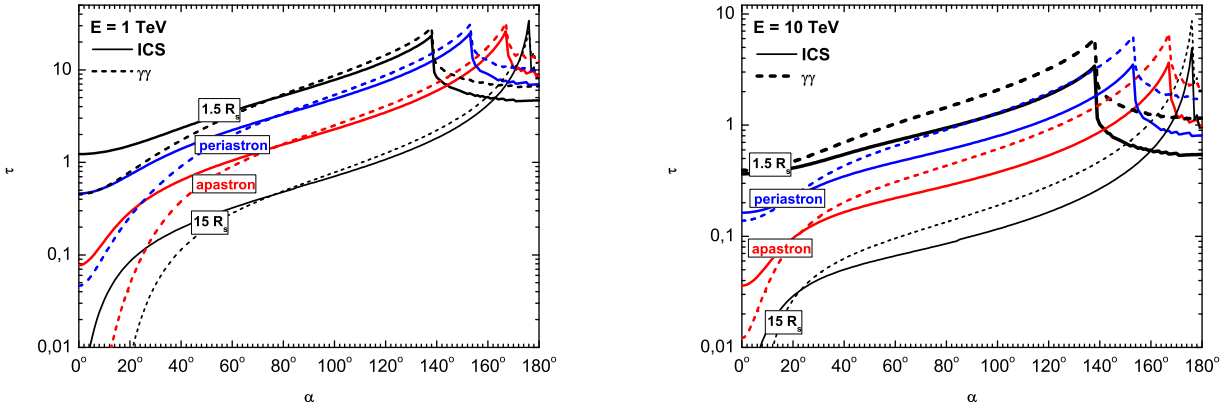 E = 1 TeV
ICS
γγ
1.5 R_s
periastron
apastron
15 R_s
τ
10
1
0,1
0,01
0° 20° 40° 60° 80° 100° 120° 140° 160° 180°
α
E = 10 TeV
ICS
γγ
1.5 R_s
periastron
apastron
15 R_s
τ
10
1
0,1
0,01
0° 20° 40° 60° 80° 100° 120° 140° 160° 180°
α